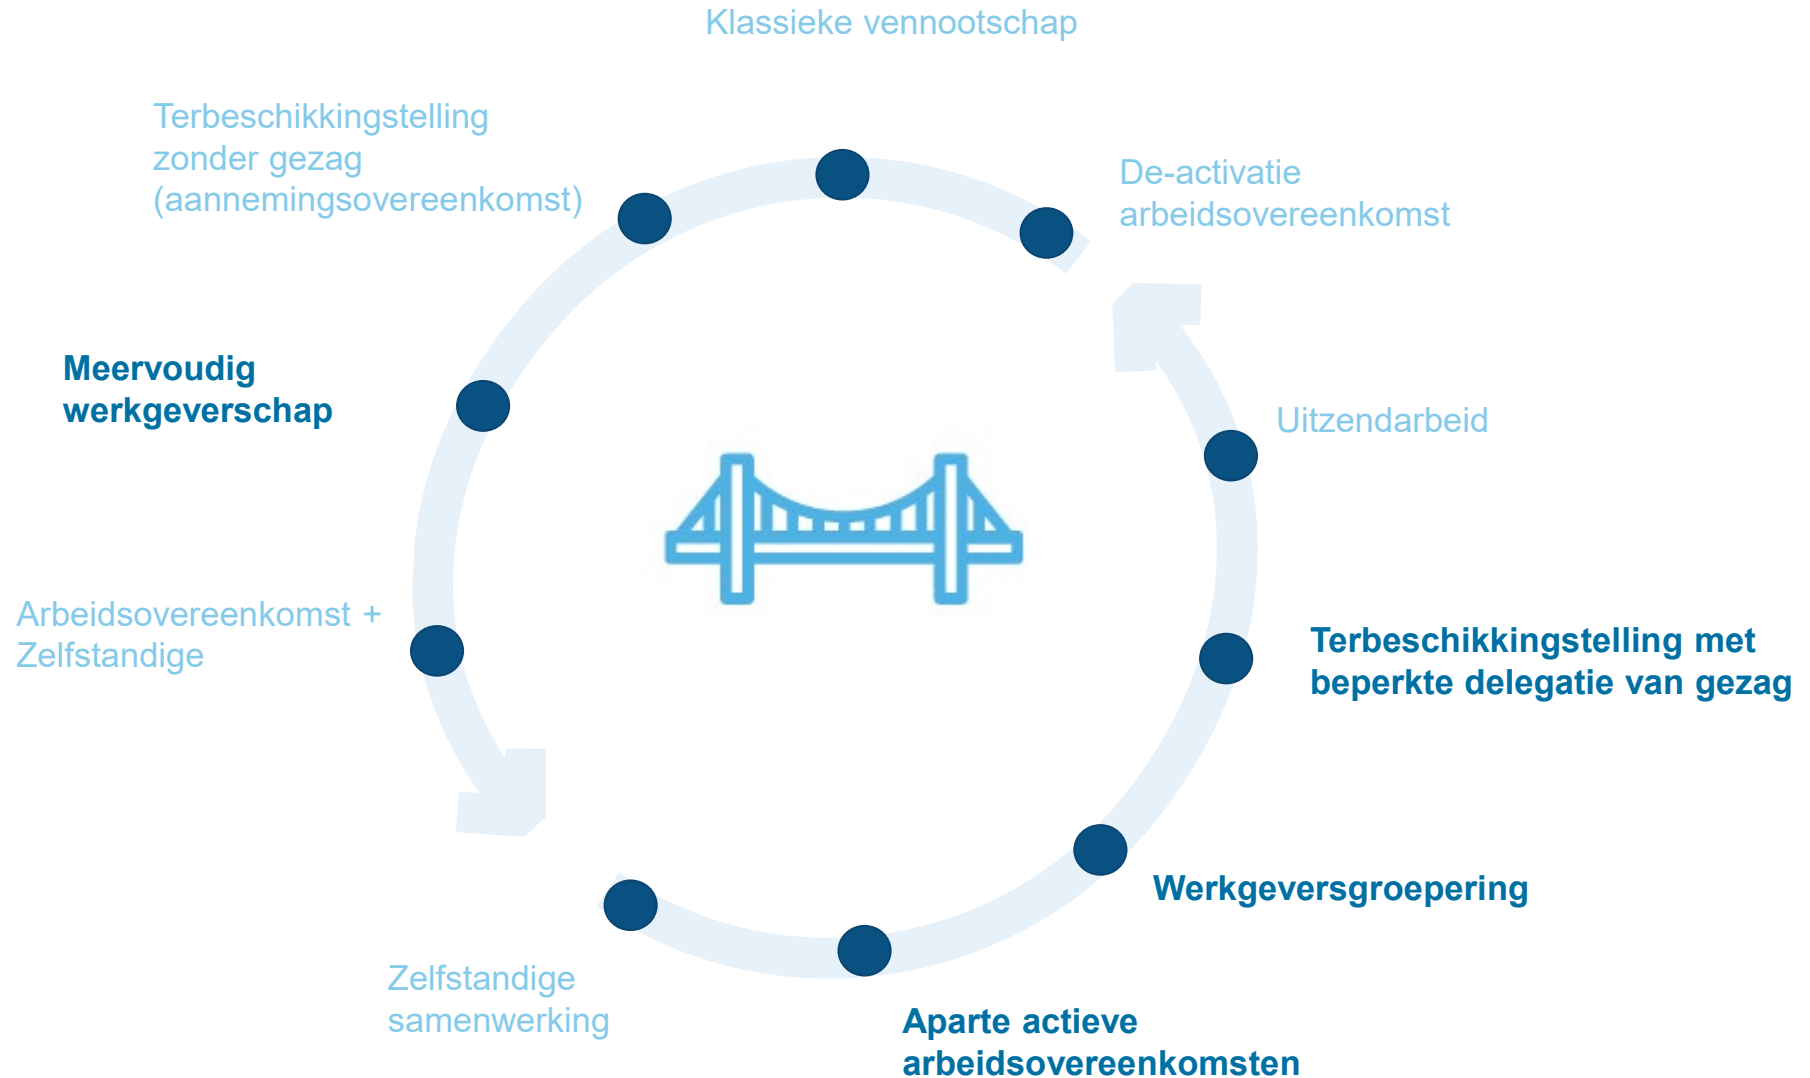 Klassieke vennootschap
Terbeschikkingstelling
zonder gezag
(aannemingsovereenkomst)
De-activatie
arbeidsovereenkomst
Meervoudig
werkgeverschap
Uitzendarbeid
Arbeidsovereenkomst +
Zelfstandige
Terbeschikkingstelling met
beperkte delegatie van gezag
Werkgeversgroepering
Zelfstandige
samenwerking
Aparte actieve
arbeidsovereenkomsten